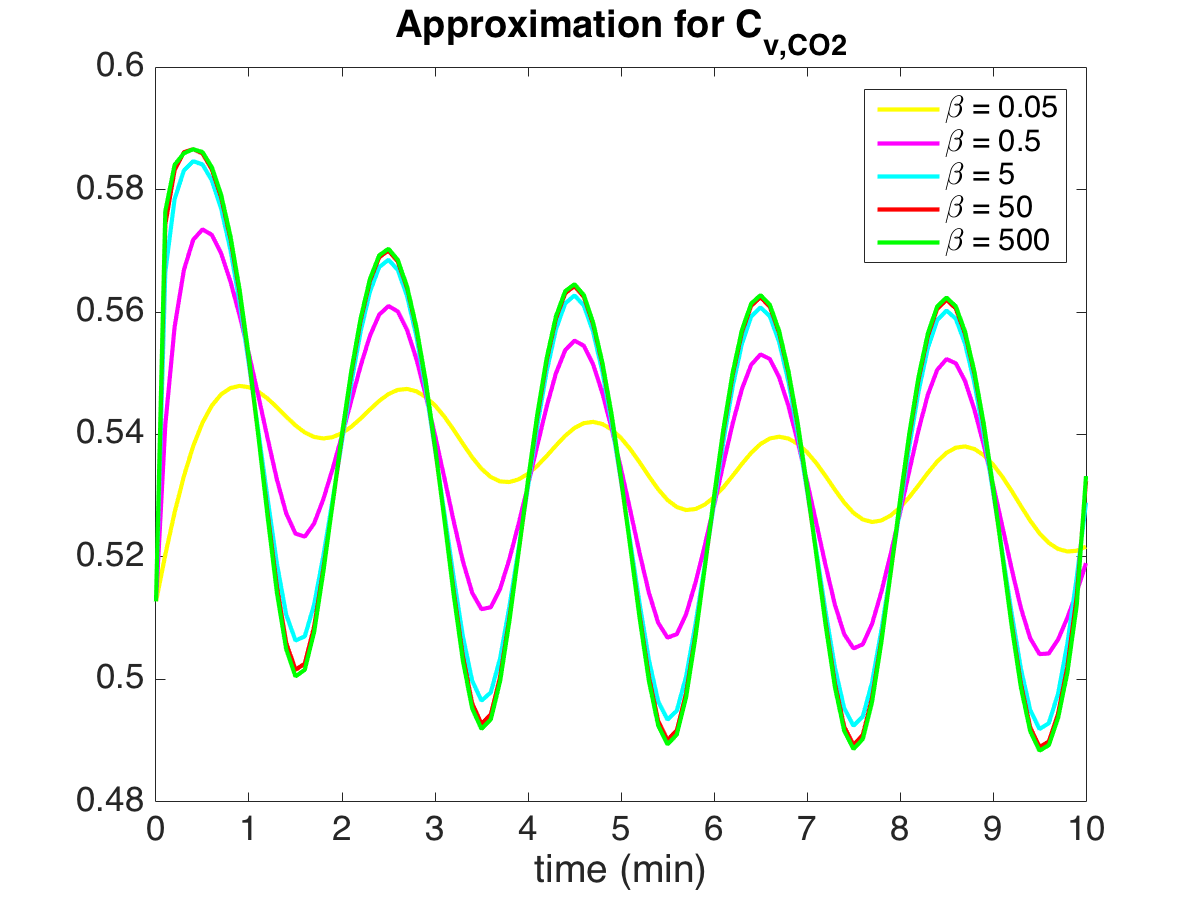 Approximation for C_v,CO2
0.6
0.58
0.56
0.54
0.52
0.5
0.48
β = 0.05
β = 0.5
β = 5
β = 50
β = 500
0 1 2 3 4 5 6 7 8 9 10
time (min)